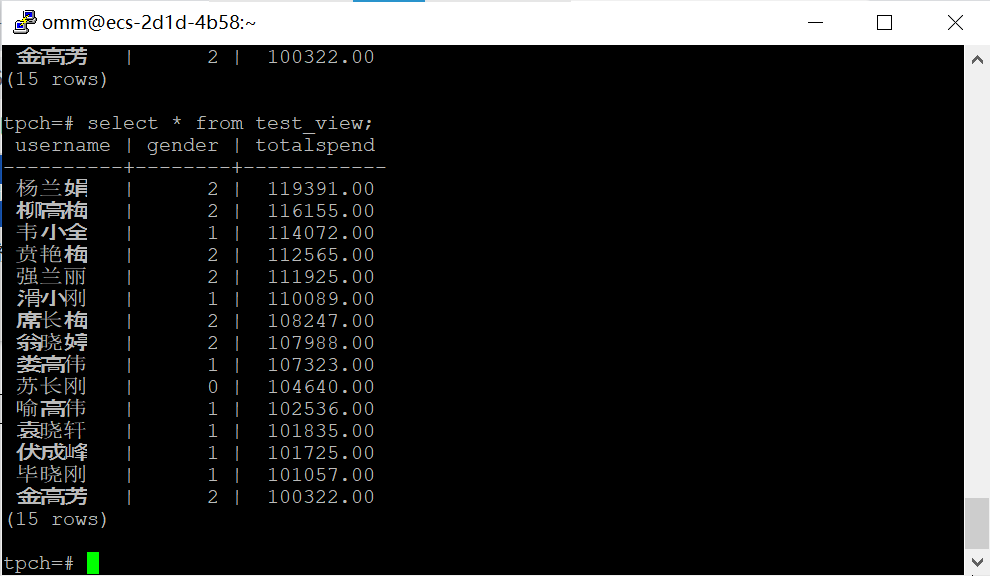 omm@ecs-2d1d-4b58:~
金高芳 | 2 | 100322.00
(15 rows)
tpch=# select * from test_view;
username | gender | totalspend
----------+--------+------------
杨兰娟 | 2 | 119391.00
柳高梅 | 2 | 116155.00
韦小全 | 1 | 114072.00
贲艳梅 | 2 | 112565.00
强兰丽 | 2 | 111925.00
滑小刚 | 1 | 110089.00
席长梅 | 2 | 108247.00
翁晓婷 | 2 | 107988.00
娄高伟 | 1 | 107323.00
苏长刚 | 0 | 104640.00
喻高伟 | 1 | 102536.00
袁晓轩 | 1 | 101835.00
伏成峰 | 1 | 101725.00
毕晓刚 | 1 | 101057.00
金高芳 | 2 | 100322.00
(15 rows)
tpch=#